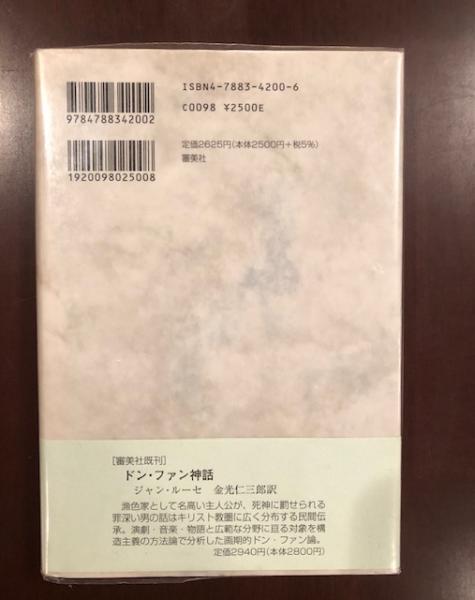 ISBN4-7883-4200-6
C0098 ¥2500E
9784788342002
定価2625円(本体2500円+税5%)
審美社
1920098025008
[審美社既刊]
ドン・ファン神話
ジャン・ルーセ 金光仁三郎訳
漁色家として名高い主人公が、死神に罰せられる
罪深い男の話はキリスト教圏に広く分布する民間伝
承。演劇・音楽・物語と広範な分野に亘る対象を構
造主義の方法論で分析した画期的ドン・ファン論。
定価2940円(本体2800円)